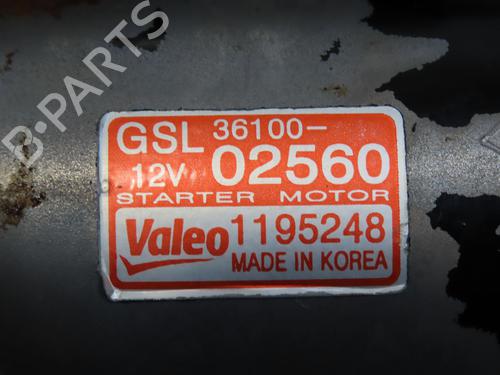 B-PARTS
GSL 36100-
12V 02560
STARTER MOTOR
Valeo 1195248
MADE IN KOREA